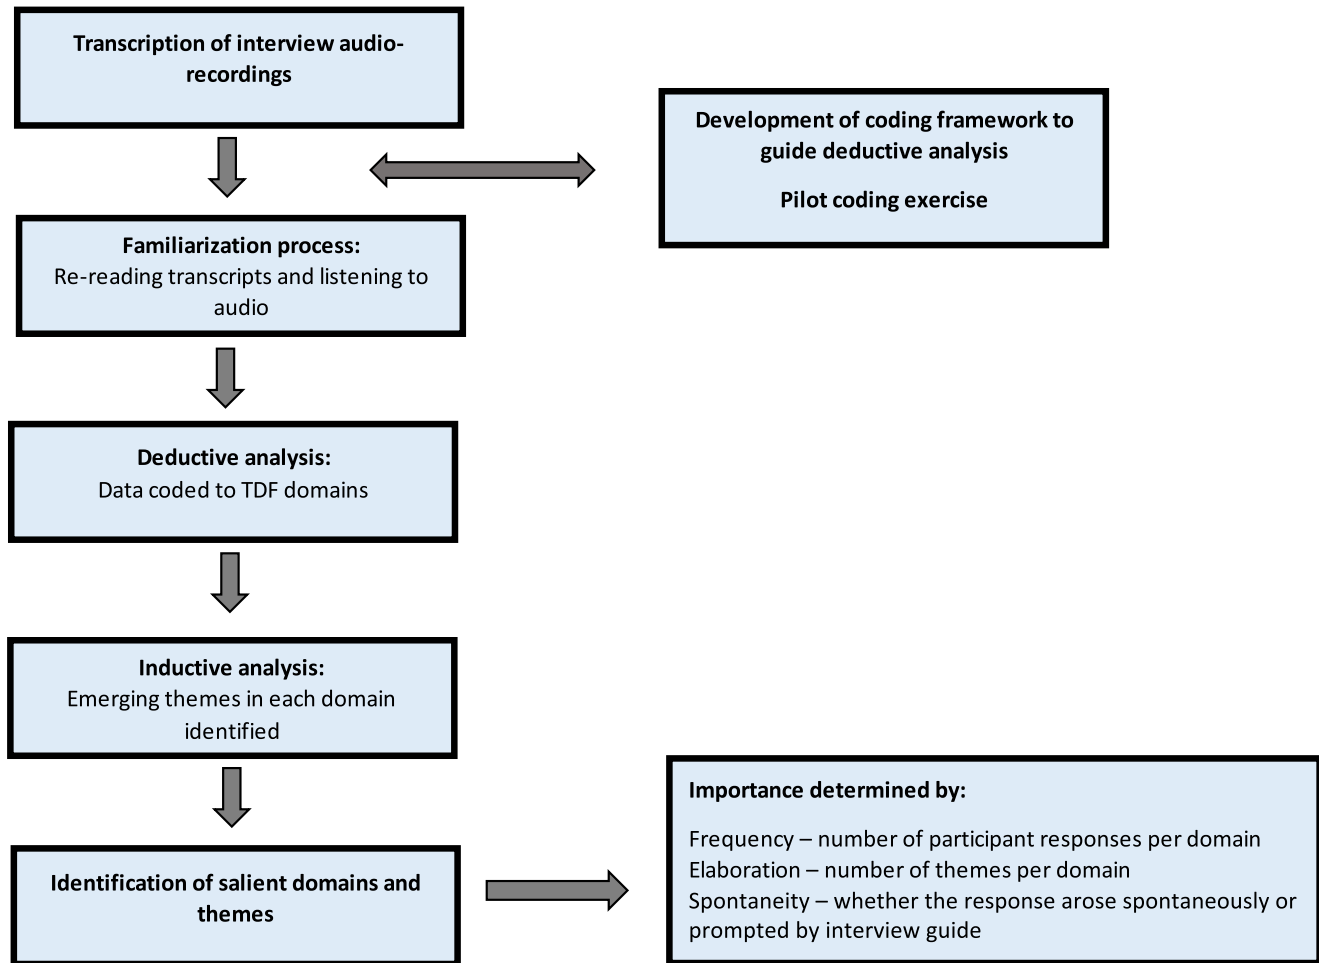 Transcription of interview audio-
recordings
Development of coding framework to
guide deductive analysis
Pilot coding exercise
Familiarization process:
Re-reading transcripts and listening to
audio
Deductive analysis:
Data coded to TDF domains
Inductive analysis:
Emerging themes in each domain
identified
Identification of salient domains and
themes
Importance determined by:
Frequency – number of participant responses per domain
Elaboration – number of themes per domain
Spontaneity – whether the response arose spontaneously or
prompted by interview guide